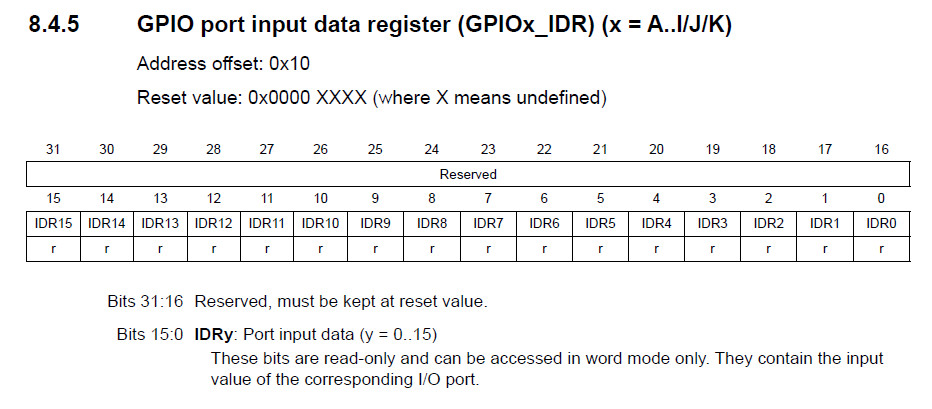 8.4.5 GPIO port input data register (GPIOx_IDR) (x = A..I/J/K)
Address offset: 0x10
Reset value: 0x0000 XXXX (where X means undefined)
31 30 29 28 27 26 25 24 23 22 21 20 19 18 17 16
Reserved
15 14 13 12 11 10 9 8 7 6 5 4 3 2 1 0
IDR15 IDR14 IDR13 IDR12 IDR11 IDR10 IDR9 IDR8 IDR7 IDR6 IDR5 IDR4 IDR3 IDR2 IDR1 IDR0
r r r r r r r r r r r r r r r r
Bits 31:16 Reserved, must be kept at reset value.
Bits 15:0 IDRy: Port input data (y = 0..15)
These bits are read-only and can be accessed in word mode only. They contain the input
value of the corresponding I/O port.